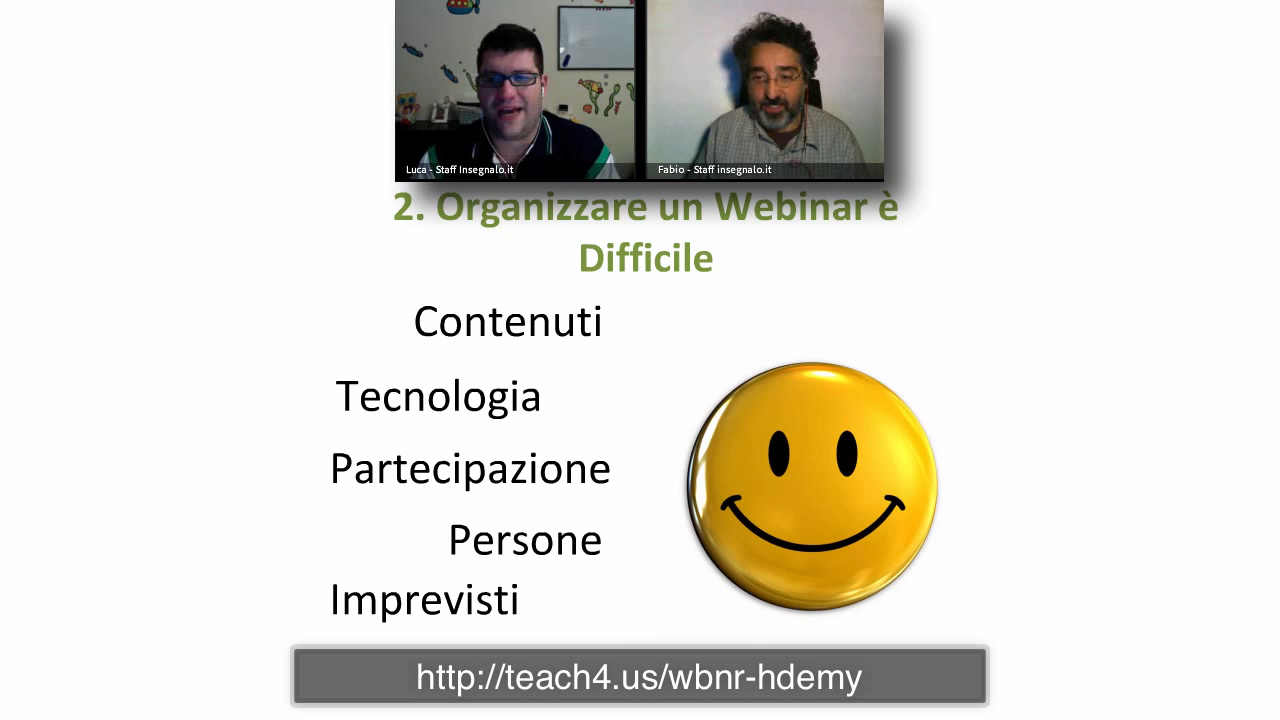 Luca - Staff Insegnalo.it
Fabio - Staff insegnalo.it
2. Organizzare un Webinar è
Difficile
Contenuti
Tecnologia
Partecipazione
Persone
Imprevisti
http://teach4.us/wbnr-hdemy